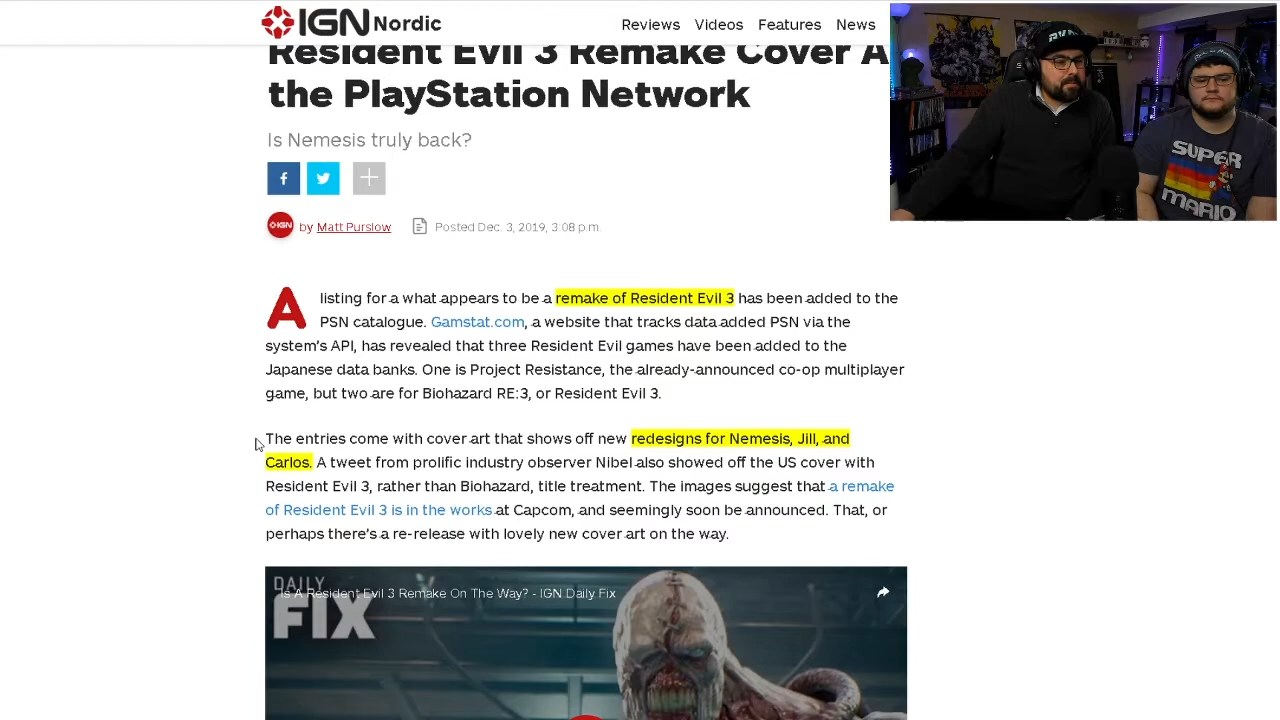 IGN Nordic
Reviews Videos Features News
Resident Evil 3 Remake Cover A
the PlayStation Network
Is Nemesis truly back?
by Matt Purslow Posted Dec. 3, 2019, 3:08 p.m.
A listing for a what appears to be a remake of Resident Evil 3 has been added to the
PSN catalogue. Gamstat.com, a website that tracks data added PSN via the
system's API, has revealed that three Resident Evil games have been added to the
Japanese data banks. One is Project Resistance, the already-announced co-op multiplayer
game, but two are for Biohazard RE:3, or Resident Evil 3.
The entries come with cover art that shows off new redesigns for Nemesis, Jill, and
Carlos. A tweet from prolific industry observer Nibel also showed off the US cover with
Resident Evil 3, rather than Biohazard, title treatment. The images suggest that a remake
of Resident Evil 3 is in the works at Capcom, and seemingly soon be announced. That, or
perhaps there's a re-release with lovely new cover art on the way.
DAILY
Is A Resident Evil 3 Remake On The Way? - IGN Daily Fix
FIX
SUPER
MARIO